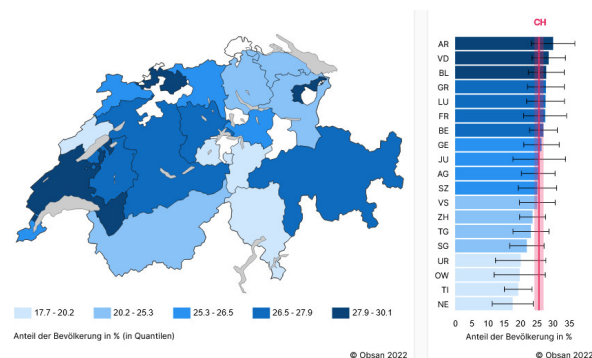 17.7 - 20.2
20.2 - 25.3
25.3 - 26.5
26.5 - 27.9
27.9 - 30.1
Anteil der Bevölkerung in % (in Quantilen)
© Obsan 2022
CH
AR
VD
BL
GR
LU
FR
BE
GE
JU
AG
SZ
VS
ZH
TG
SG
UR
OW
TI
NE
0 5 10 15 20 25 30 35
Anteil der Bevölkerung in %
© Obsan 2022